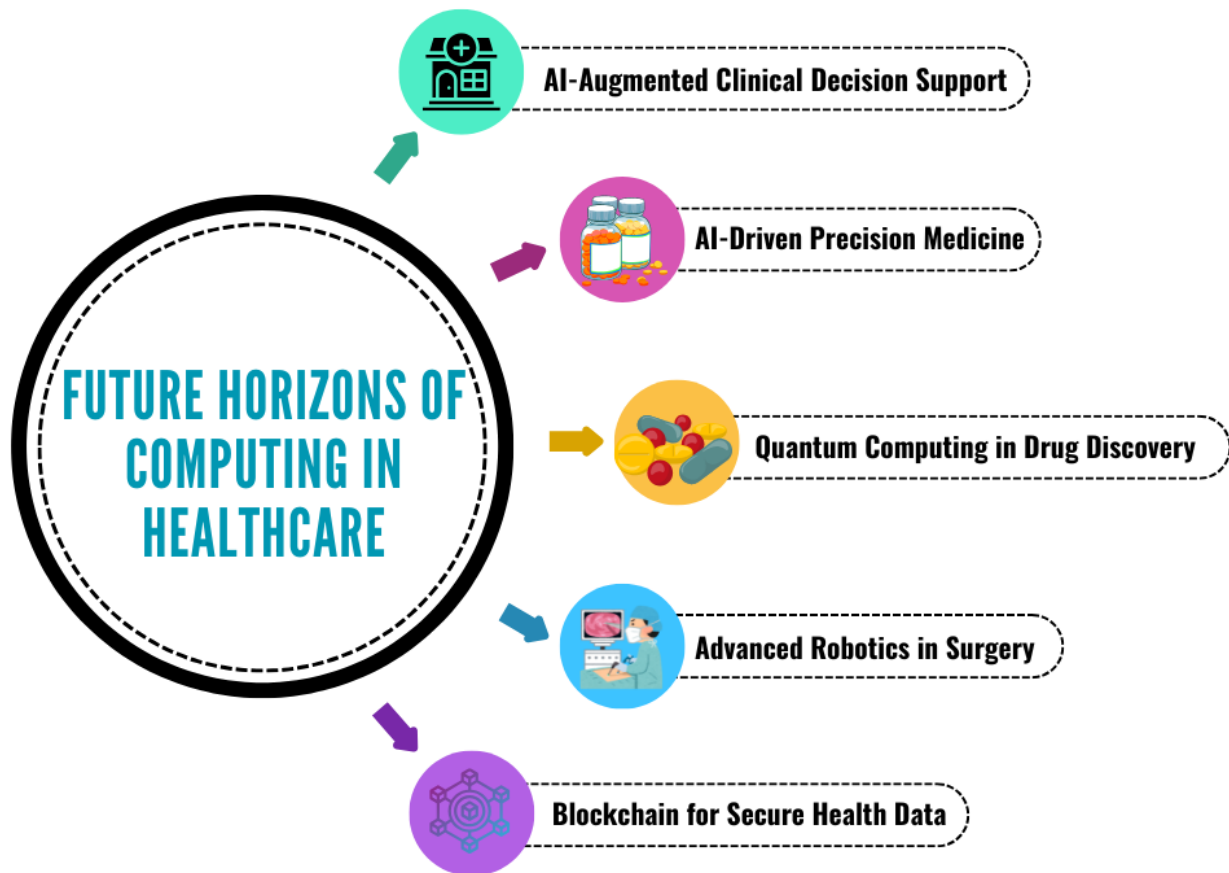 AI-Augmented Clinical Decision Support
AI-Driven Precision Medicine
FUTURE HORIZONS OF
COMPUTING IN
HEALTHCARE
Quantum Computing in Drug Discovery
Advanced Robotics in Surgery
Blockchain for Secure Health Data